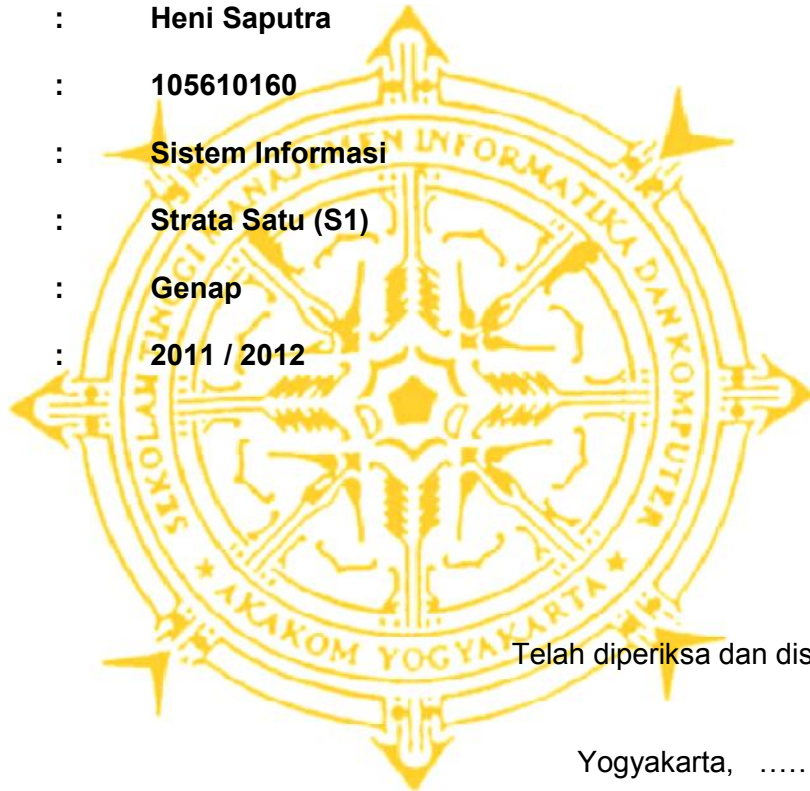 : Heni Saputra
: 105610160
: Sistem Informasi
: Strata Satu (S1)
: Genap
: 2011 / 2012
SEKOLAH TINGGI MANAJEMEN INFORMATIKA DAN KOMPUTER
* AKAKOM YOGYAKARTA *
Telah diperiksa dan dis
Yogyakarta, .....